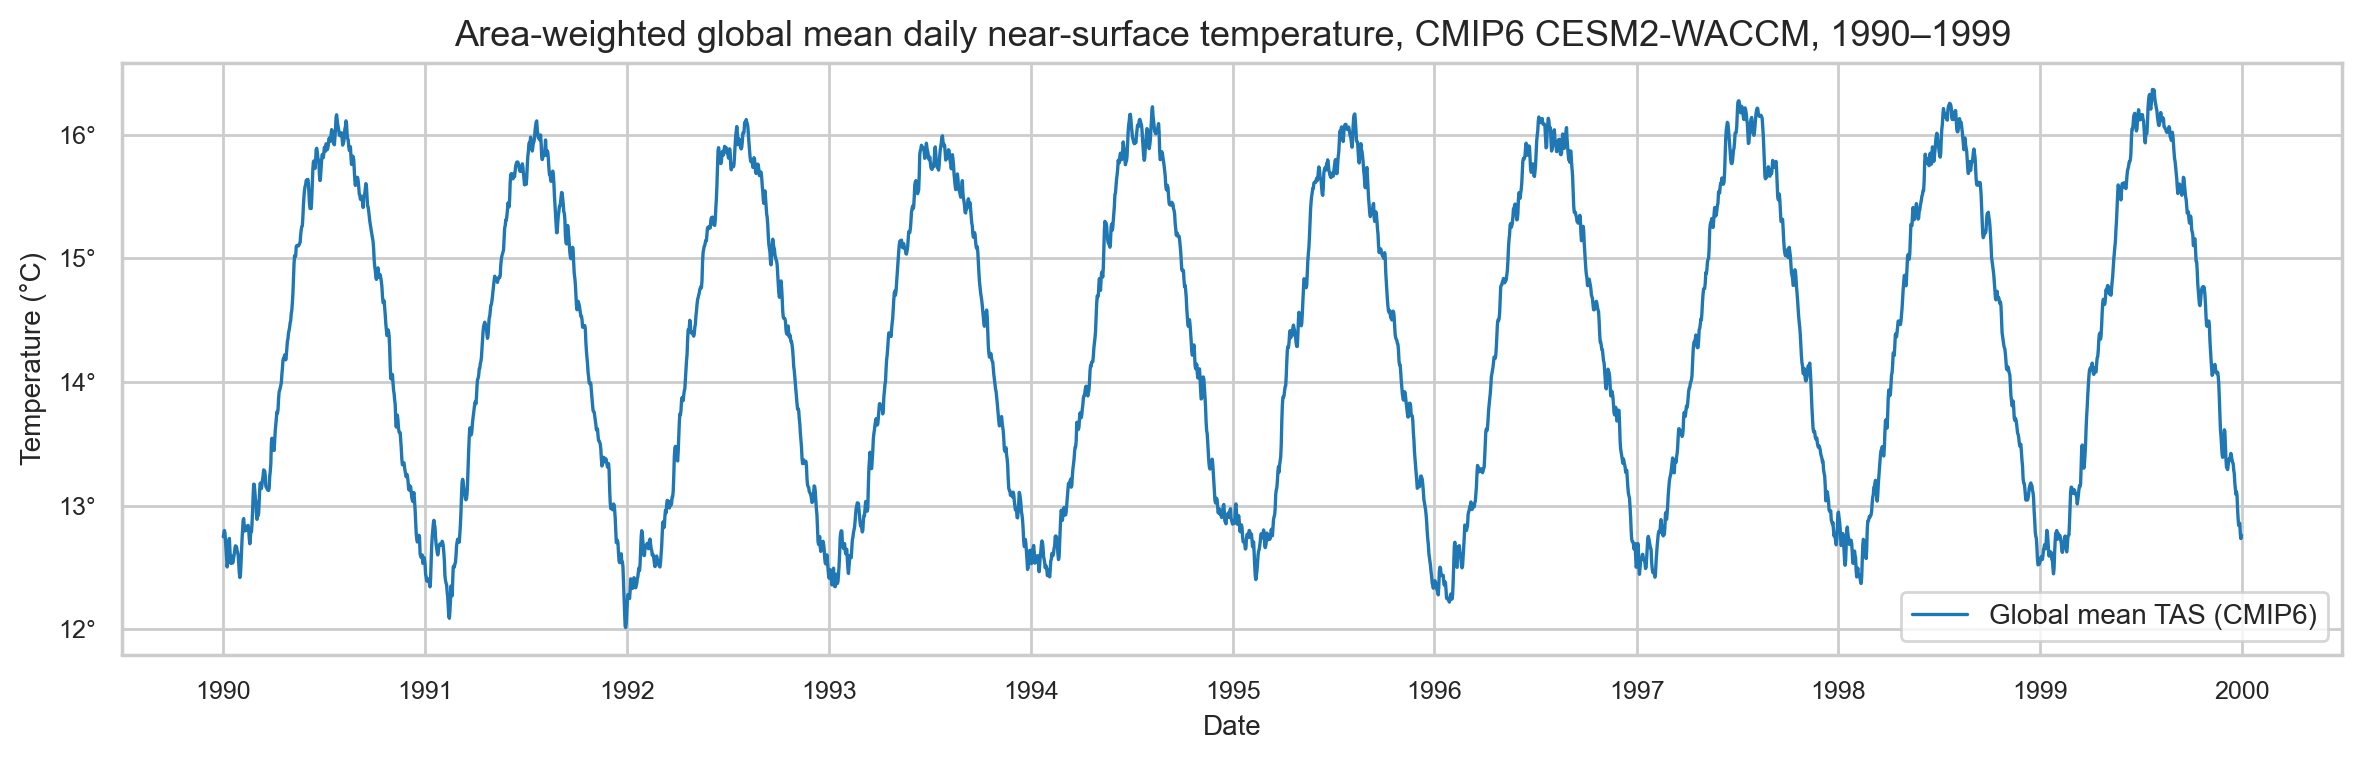 Area-weighted global mean daily near-surface temperature, CMIP6 CESM2-WACCM, 1990–1999
16°
15°
14°
13°
12°
Temperature (°C)
Global mean TAS (CMIP6)
1990 1991 1992 1993 1994 1995 1996 1997 1998 1999 2000
Date